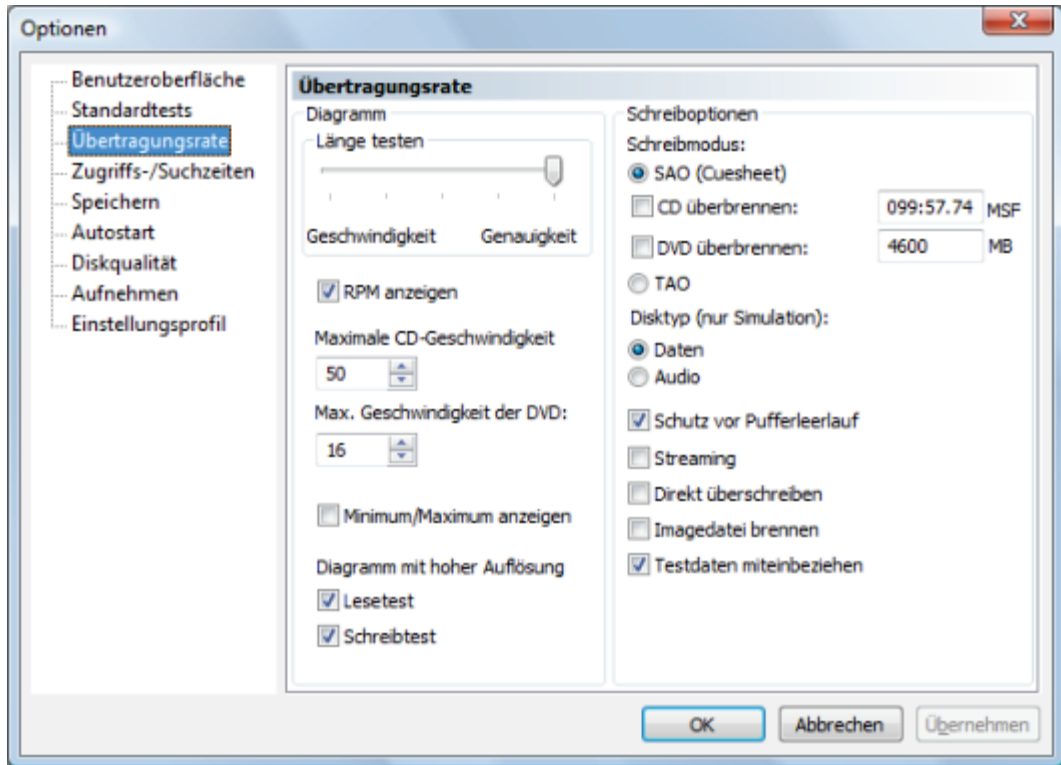 Optionen
Benutzeroberfläche
Standardtests
Übertragungsrate
Zugriffs-/Suchzeiten
Speichern
Autostart
Diskqualität
Aufnehmen
Einstellungsprofil
Übertragungsrate
Diagramm
Länge testen
Geschwindigkeit Genauigkeit
RPM anzeigen
Maximale CD-Geschwindigkeit
50
Max. Geschwindigkeit der DVD:
16
Minimum/Maximum anzeigen
Diagramm mit hoher Auflösung
Lesetest
Schreibtest
Schreiboptionen
Schreibmodus:
SAO (Cuesheet)
CD überbrennen: 099:57.74 MSF
DVD überbrennen: 4600 MB
TAO
Disktyp (nur Simulation):
Daten
Audio
Schutz vor Pufferleerlauf
Streaming
Direkt überschreiben
Imagedatei brennen
Testdaten miteinbeziehen
OK Abbrechen Übernehmen